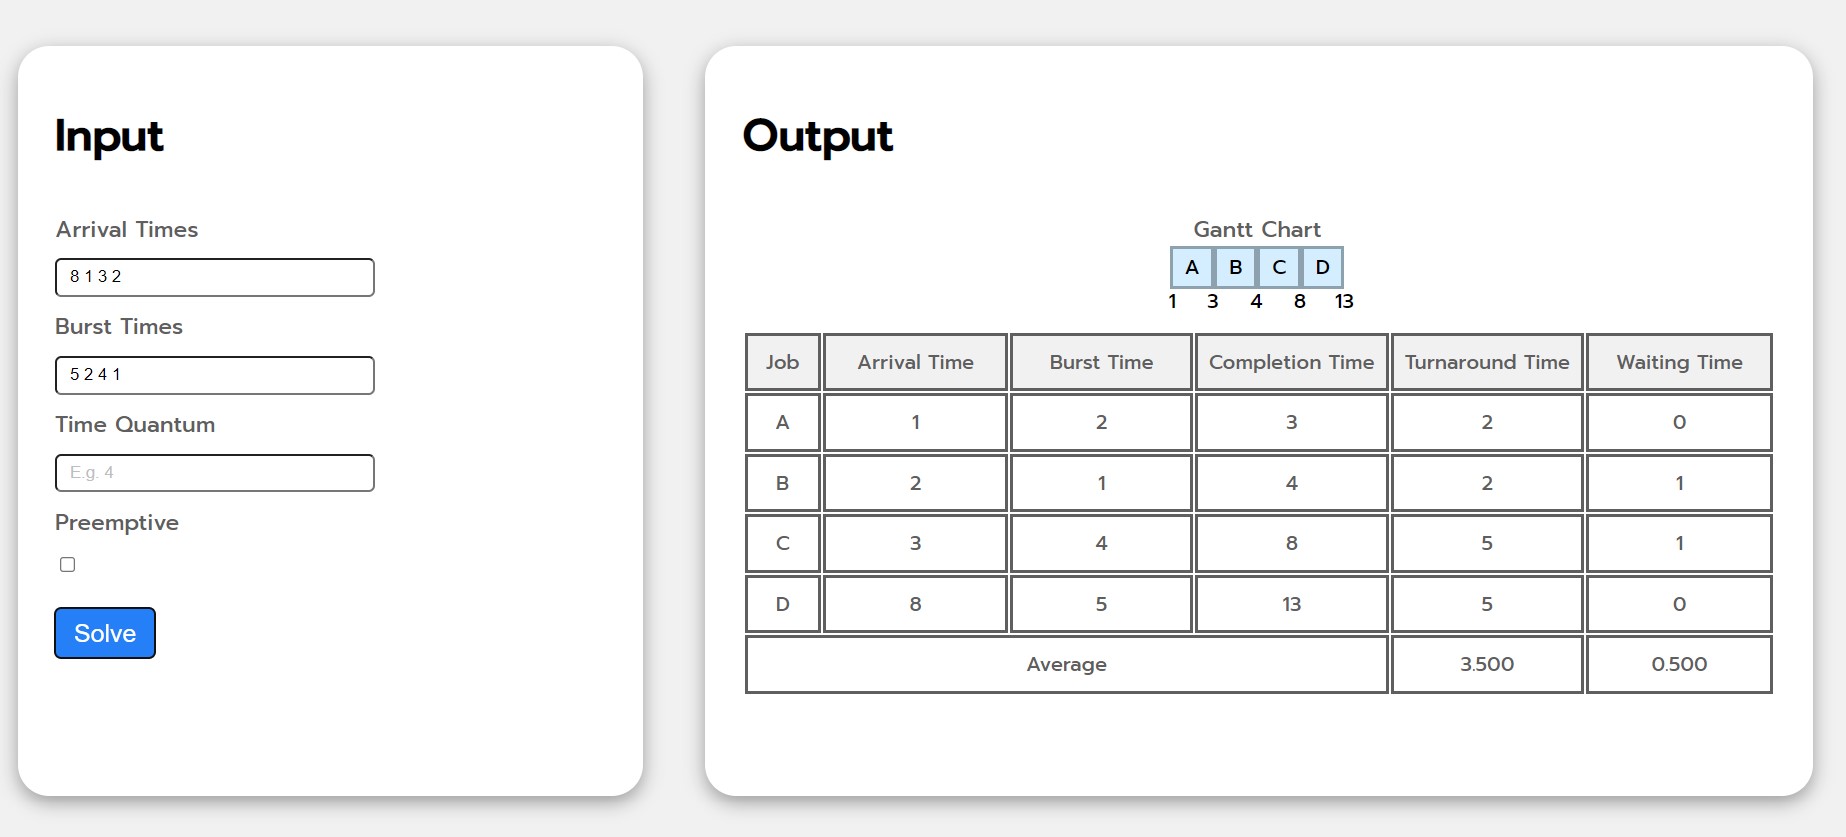 Input
Arrival Times
8 1 3 2
Burst Times
5 2 4 1
Time Quantum
E.g. 4
Preemptive
Solve
Output
Gantt Chart
A B C D
1 3 4 8 13
Job Arrival Time Burst Time Completion Time Turnaround Time Waiting Time
A 1 2 3 2 0
B 2 1 4 2 1
C 3 4 8 5 1
D 8 5 13 5 0
Average 3.500 0.500